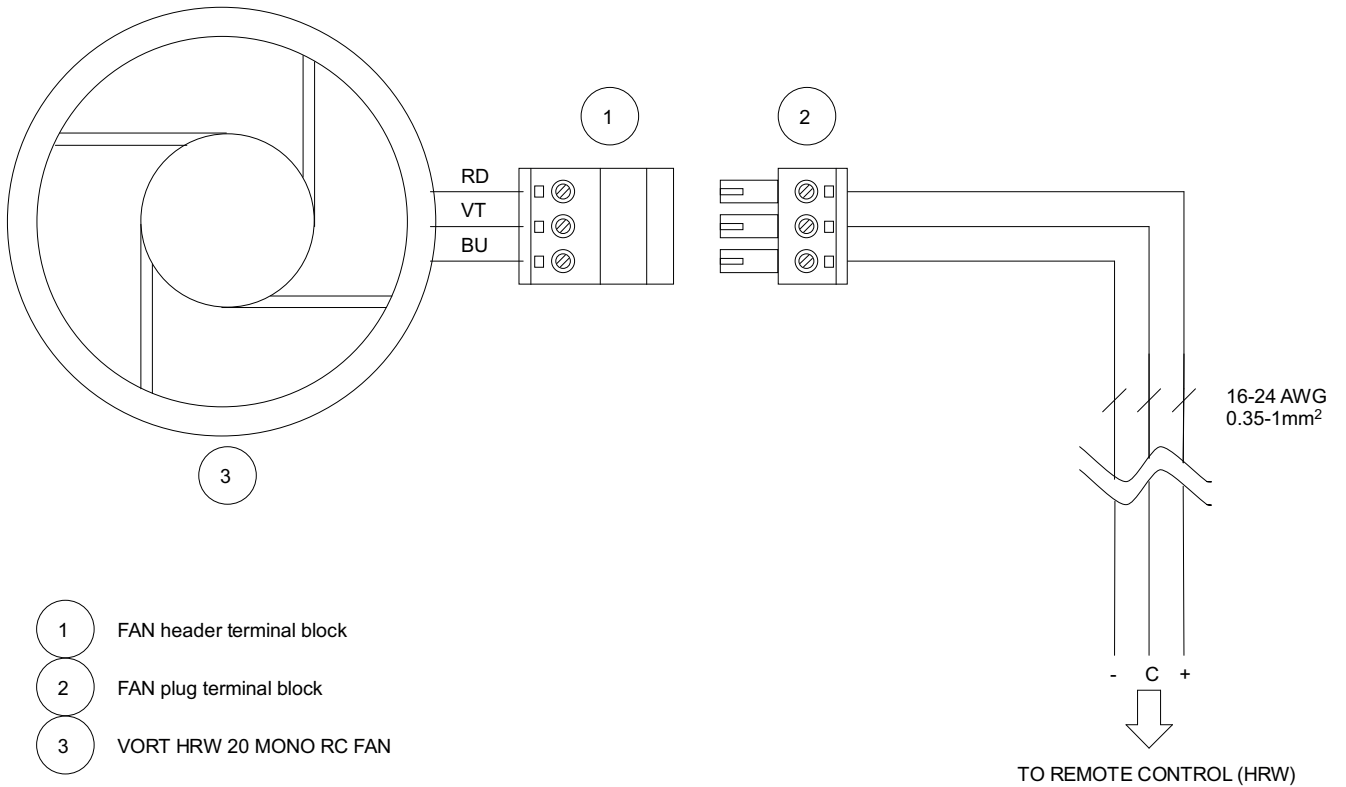 1
2
RD
VT
BU
16-24 AWG
0.35-1mm²
3
1 FAN header terminal block
2 FAN plug terminal block
3 VORT HRW 20 MONO RC FAN
- C +
TO REMOTE CONTROL (HRW)